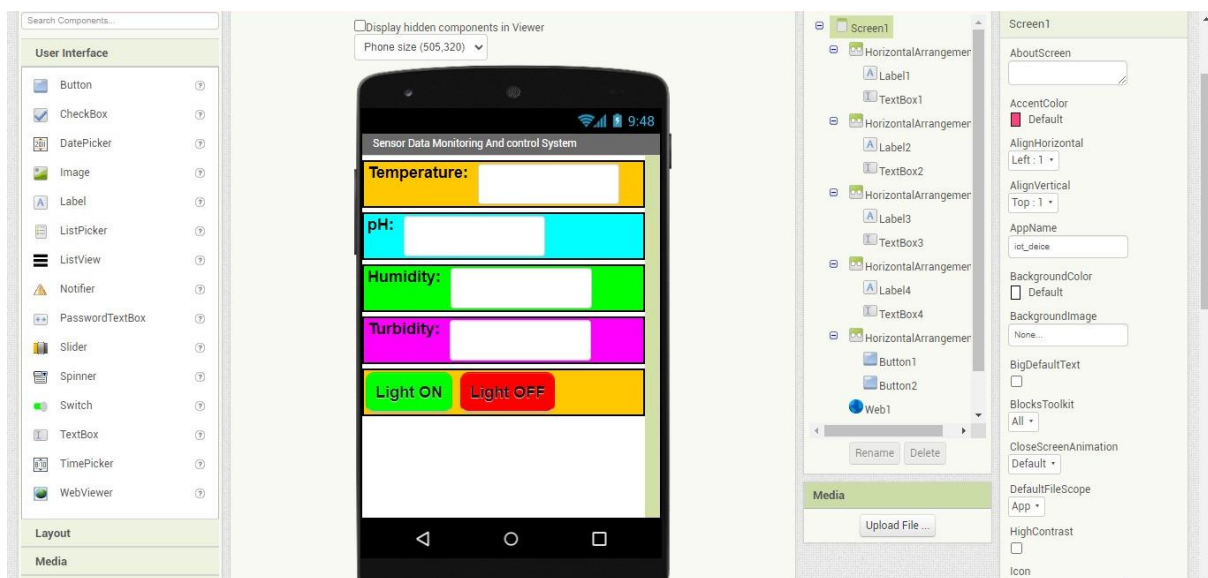 Search Components...
User Interface
Button
CheckBox
DatePicker
Image
Label
ListPicker
ListView
Notifier
PasswordTextBox
Slider
Spinner
Switch
TextBox
TimePicker
WebViewer
Layout
Media
Display hidden components in Viewer
Phone size (505,320)
9:48
Sensor Data Monitoring And control System
Temperature:
pH:
Humidity:
Turbidity:
Light ON Light OFF
Screen1
HorizontalArrangemer
Label1
TextBox1
HorizontalArrangemer
Label2
TextBox2
HorizontalArrangemer
Label3
TextBox3
HorizontalArrangemer
Label4
TextBox4
HorizontalArrangemer
Button1
Button2
Web1
Rename Delete
Media
Upload File ...
Screen1
AboutScreen
AccentColor
Default
AlignHorizontal
Left : 1
AlignVertical
Top : 1
AppName
iot_deice
BackgroundColor
Default
BackgroundImage
None...
BigDefaultText
BlocksToolkit
All
CloseScreenAnimation
Default
DefaultFileScope
App
HighContrast
Icon